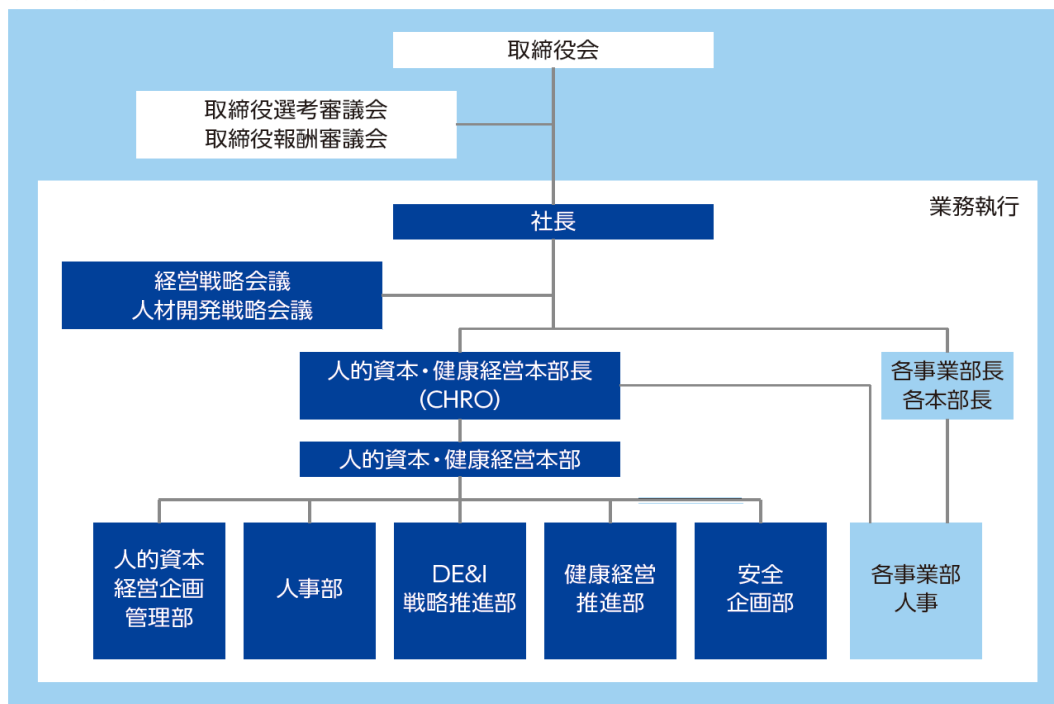 取締役会
取締役選考審議会
取締役報酬審議会
業務執行
社長
経営戦略会議
人材開発戦略会議
人的資本・健康経営本部長
(CHRO)
各事業部長
各本部長
人的資本・健康経営本部
人的資本
経営企画
管理部
人事部
DE&I
戦略推進部
健康経営
推進部
安全
企画部
各事業部
人事